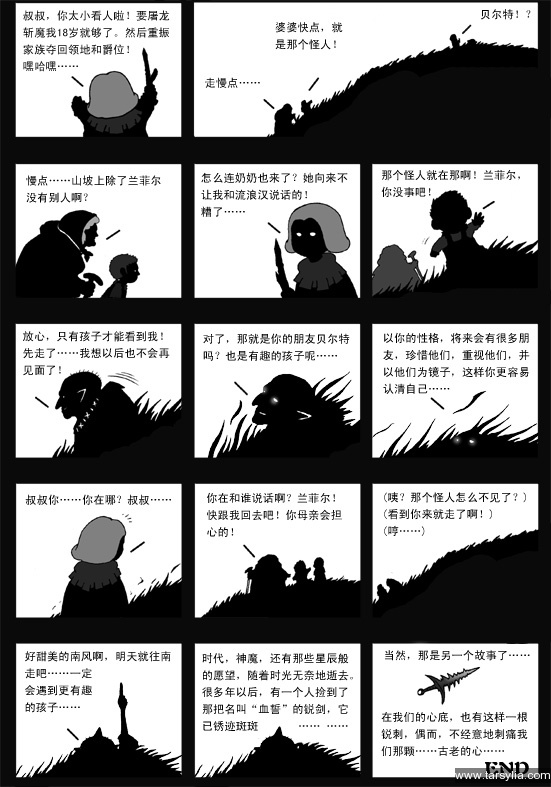 叔叔，你太小看人啦！要屠龙
斩魔我18岁就够了。然后重振
家族夺回领地和爵位！
嘿哈嘿……
婆婆快点，就
是那个怪人！
贝尔特！？
走慢点……
慢点……山坡上除了兰菲尔
没有别人啊？
怎么连奶奶也来了？她向来不
让我和流浪汉说话的！
糟了……
那个怪人就在那啊！兰菲尔，
你没事吧！
放心，只有孩子才能看到我！
先走了……我想以后也不会再
见面了！
对了，那就是你的朋友贝尔特
吗？也是有趣的孩子呢……
以你的性格，将来会有很多朋
友，珍惜他们，重视他们，并
以他们为镜子，这样你更容易
认清自己……
叔叔你……你在哪？叔叔……
你在和谁说话啊？兰菲尔！
快跟我回去吧！你母亲会担
心的！
(咦？那个怪人怎么不见了？)
(看到你来就走了啊！)
(哼……)
好甜美的南风啊，明天就往南
走吧……一定
会遇到更有趣
的孩子……
时代，神魔，还有那些星辰般
的愿望，随着时光无奈地逝去。
很多年以后，有一个人捡到了
那把名叫“血誓”的锐剑，它
已锈迹斑斑 …… ……
当然，那是另一个故事了……
在我们的心底，也有这样一根
锐刺，偶而，不经意地刺痛我
们那颗……古老的心……
END
www.tarsylia.com